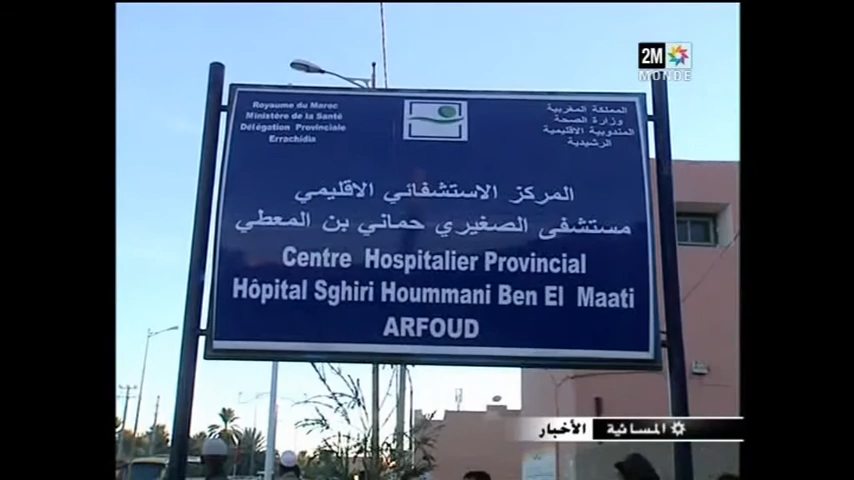 2M
MONDE
Royaume du Maroc
Ministère de la Santé
Délégation Provinciale
Errachidia
المملكة المغربية
وزارة الصحة
المندوبية الاقليمية
الرشيدية
المركز الاستشفائي الاقليمي
مستشفى الصغيري حماني بن المعطي
Centre Hospitalier Provincial
Hôpital Sghiri Hoummani Ben El Maati
ARFOUD
المسائية الأخبار